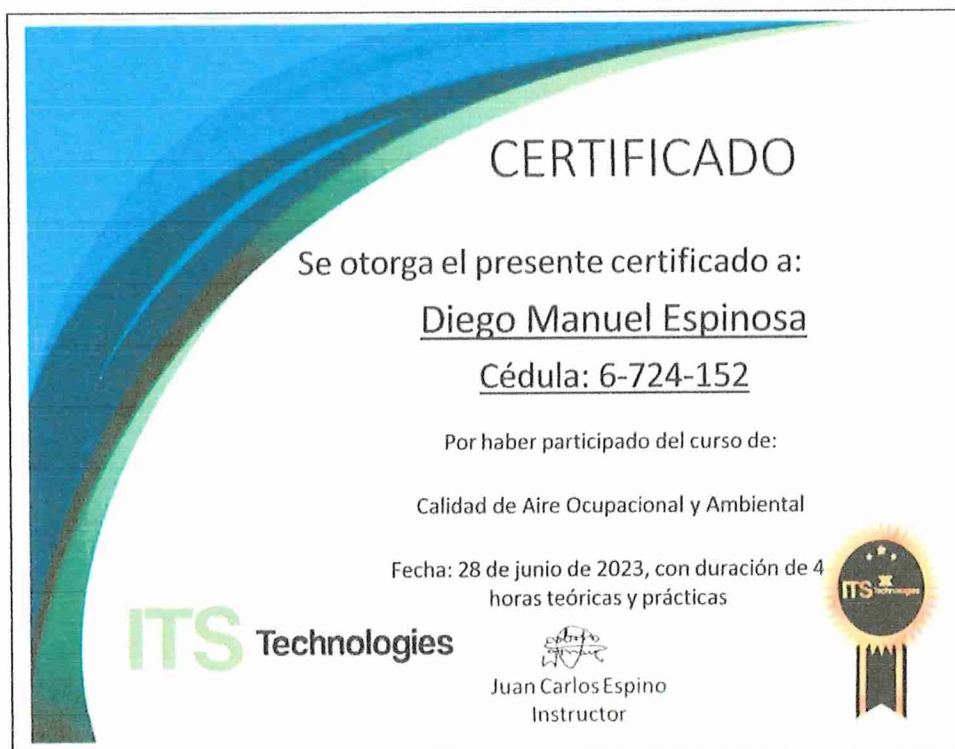 CERTIFICADO
Se otorga el presente certificado a:
Diego Manuel Espinosa
Cédula: 6-724-152
Por haber participado del curso de:
Calidad de Aire Ocupacional y Ambiental
Fecha: 28 de junio de 2023, con duración de 4
horas teóricas y prácticas
ITS Technologies
Juan Carlos Espino
Instructor
ITS Technologies